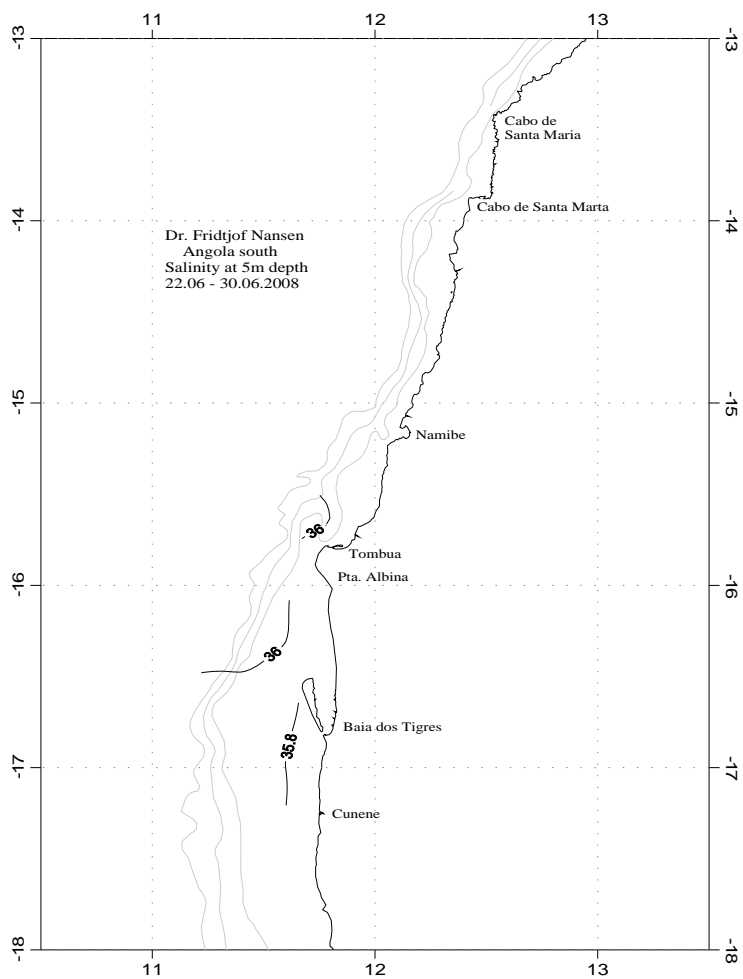 11 12 13
-13 -13
Cabo de
Santa Maria
Cabo de Santa Marta
-14 -14
Dr. Fridtjof Nansen
Angola south
Salinity at 5m depth
22.06 - 30.06.2008
-15 -15
Namibe
36
Tombua
Pta. Albina
-16 -16
36
Baia dos Tigres
35.8
-17 -17
Cunene
-18 -18
11 12 13